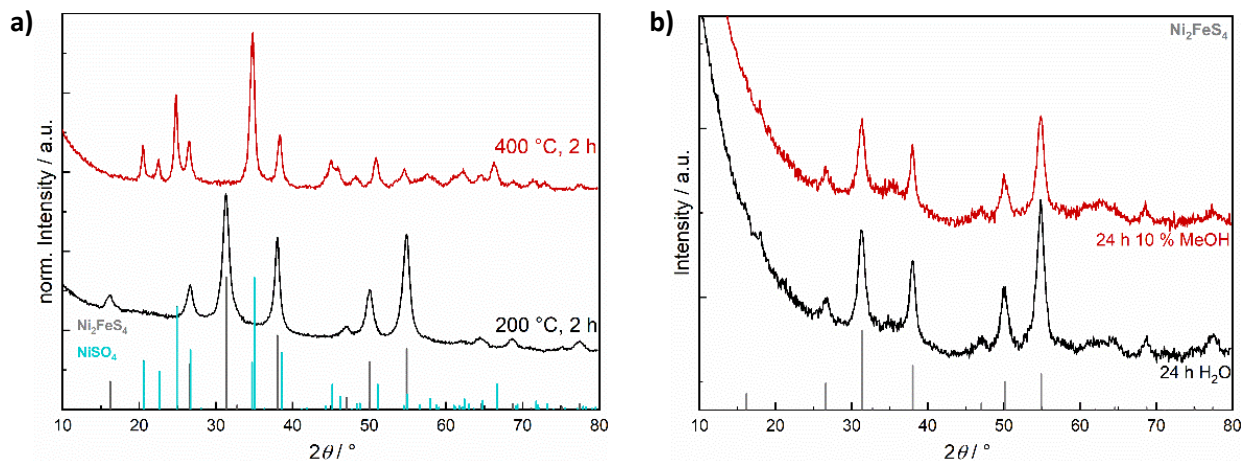 a)
norm. Intensity / a.u.
400 °C, 2 h
200 °C, 2 h
Ni₂FeS₄
NiSO₄
10 20 30 40 50 60 70 80
2θ / °
b)
Intensity / a.u.
Ni₂FeS₄
24 h 10 % MeOH
24 h H₂O
10 20 30 40 50 60 70 80
2θ / °